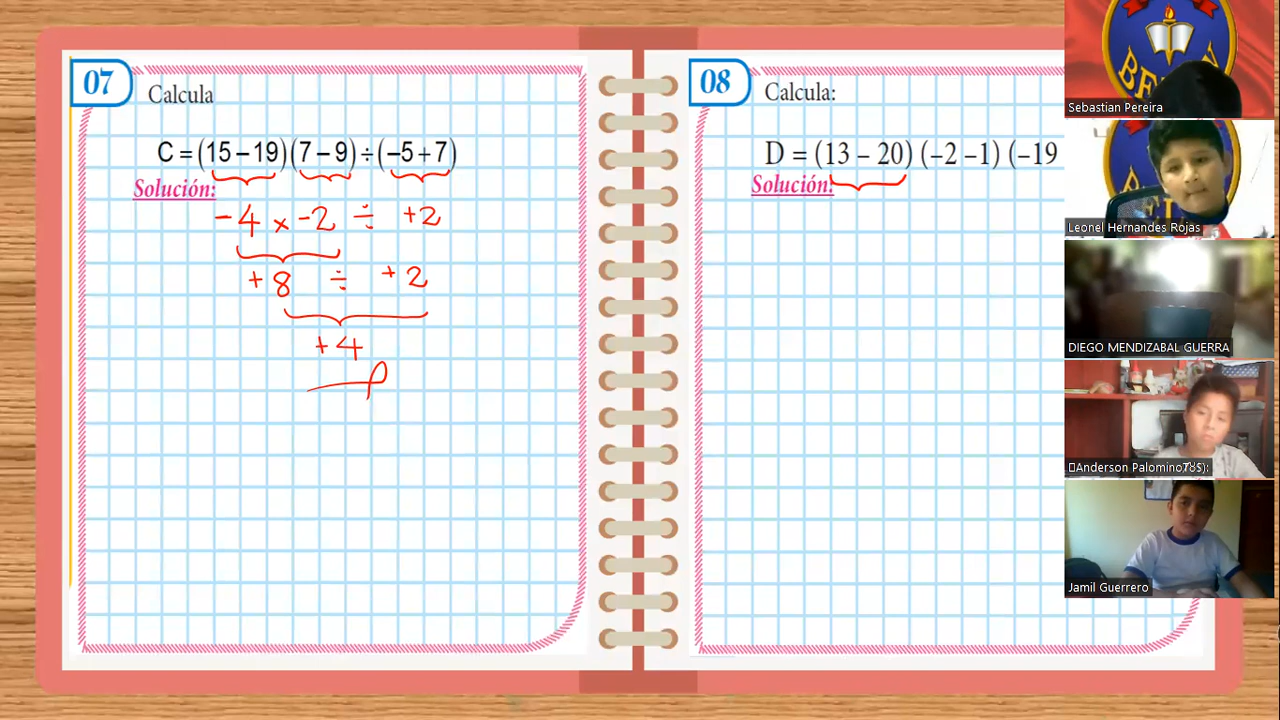 07
Calcula
C = (15 – 19)(7 – 9) ÷ (–5 + 7)
Solución:
-4 x -2 ÷ +2
+8 ÷ +2
+4
08
Calcula:
D = (13 – 20) (–2 –1) (–19
Solución:
Sebastian Pereira
Leonel Hernandes Rojas
DIEGO MENDIZABAL GUERRA
Anderson Palomino
Jamil Guerrero